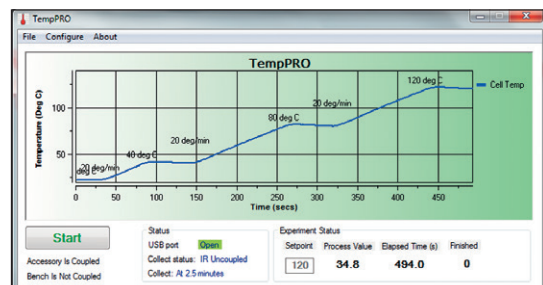 TempPRO
File Configure About
TempPRO
120 deg C
Cell Temp
20 deg/min
80 deg C
20 deg/min
40 deg C
20 deg/min
deg C
Temperature (Deg C)
100
50
0 50 100 150 200 250 300 350 400 450
Time (secs)
Start
Accessory Is Coupled
Bench Is Not Coupled
Status
USB port Open
Collect status: IR Uncoupled
Collect: At 2.5 minutes
Experiment Status
Setpoint Process Value Elapsed Time (s) Finished
120 34.8 494.0 0